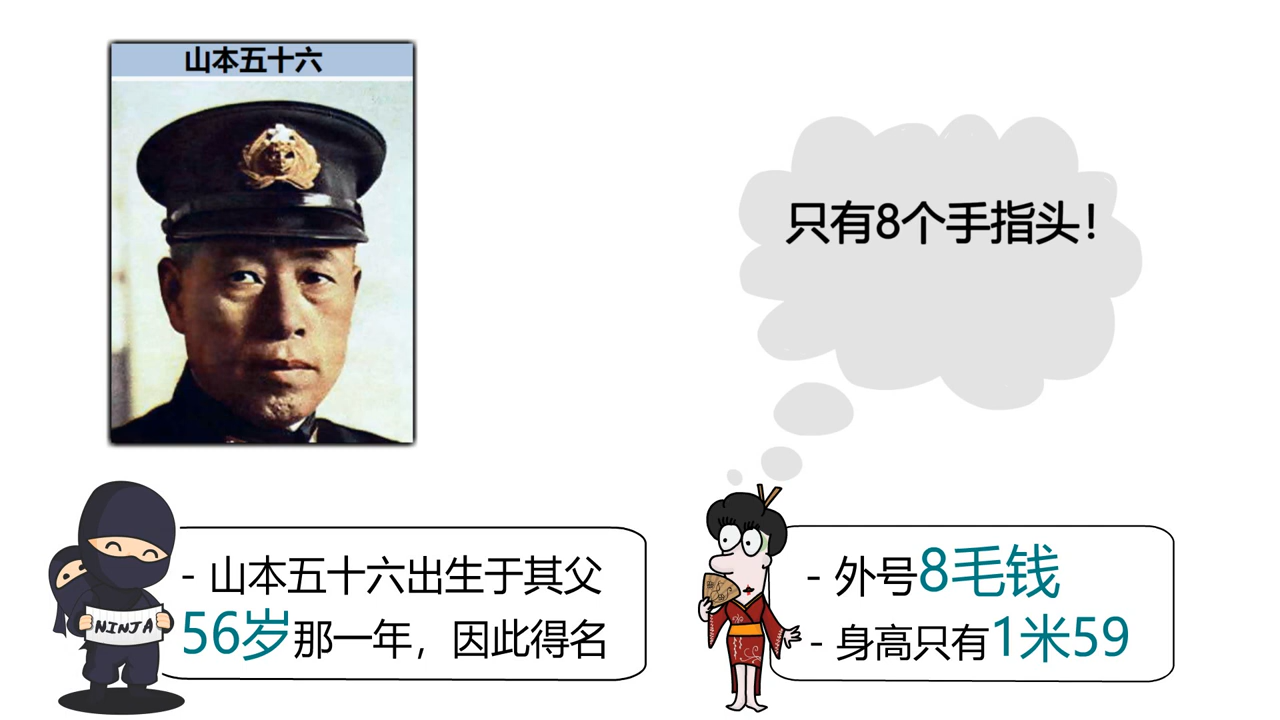 山本五十六
只有8个手指头！
- 山本五十六出生于其父
56岁那一年，因此得名
NINJA
- 外号8毛钱
- 身高只有1米59